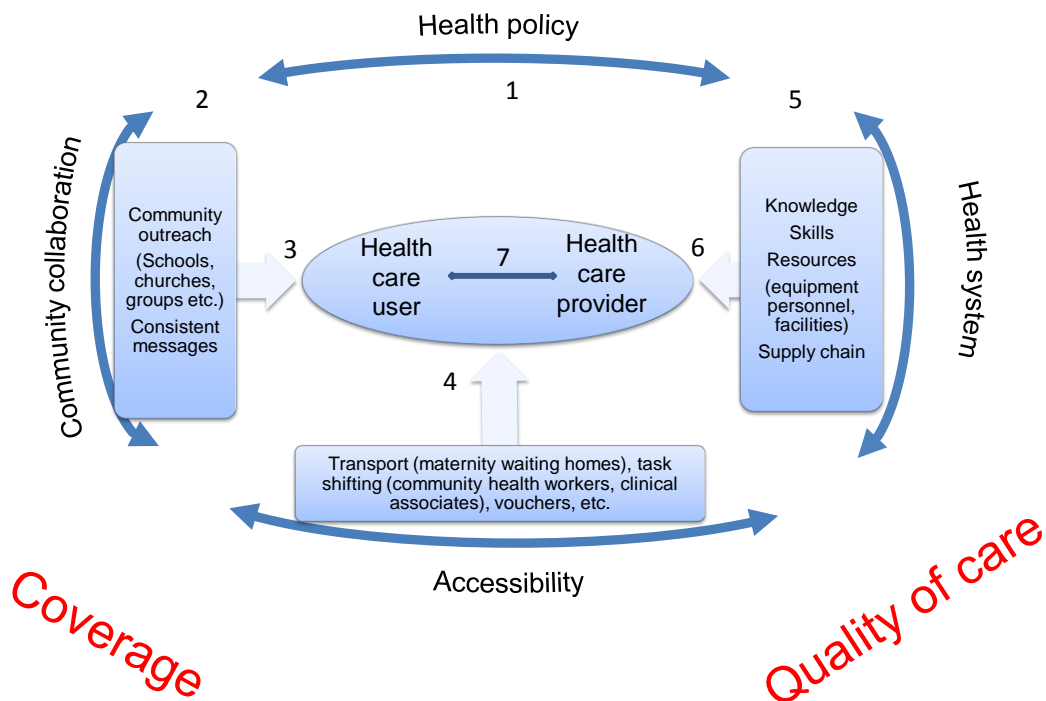 Health policy
1
2
5
Community collaboration
Community
outreach
(Schools,
churches,
groups etc.)
Consistent
messages
3
Health
care
user
7
Health
care
provider
6
Knowledge
Skills
Resources
(equipment
personnel,
facilities)
Supply chain
Health system
4
Transport (maternity waiting homes), task
shifting (community health workers, clinical
associates), vouchers, etc.
Accessibility
Coverage
Quality of care